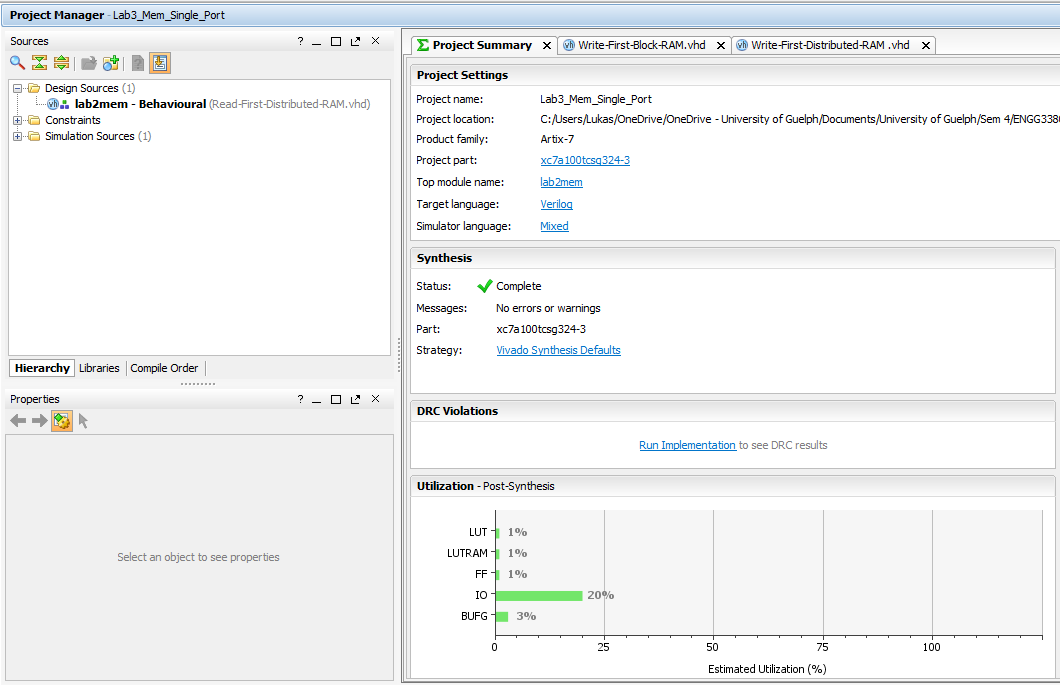 Project Manager - Lab3_Mem_Single_Port
Sources
Design Sources (1)
lab2mem - Behavioural (Read-First-Distributed-RAM.vhd)
Constraints
Simulation Sources (1)
Hierarchy Libraries Compile Order
Properties
Select an object to see properties
Project Summary Write-First-Block-RAM.vhd Write-First-Distributed-RAM .vhd
Project Settings
Project name: Lab3_Mem_Single_Port
Project location: C:/Users/Lukas/OneDrive/OneDrive - University of Guelph/Documents/University of Guelph/Sem 4/ENGG338
Product family: Artix-7
Project part: xc7a100tcsg324-3
Top module name: lab2mem
Target language: Verilog
Simulator language: Mixed
Synthesis
Status: Complete
Messages: No errors or warnings
Part: xc7a100tcsg324-3
Strategy: Vivado Synthesis Defaults
DRC Violations
Run Implementation to see DRC results
Utilization - Post-Synthesis
LUT 1%
LUTRAM 1%
FF 1%
IO 20%
BUFG 3%
0 25 50 75 100
Estimated Utilization (%)